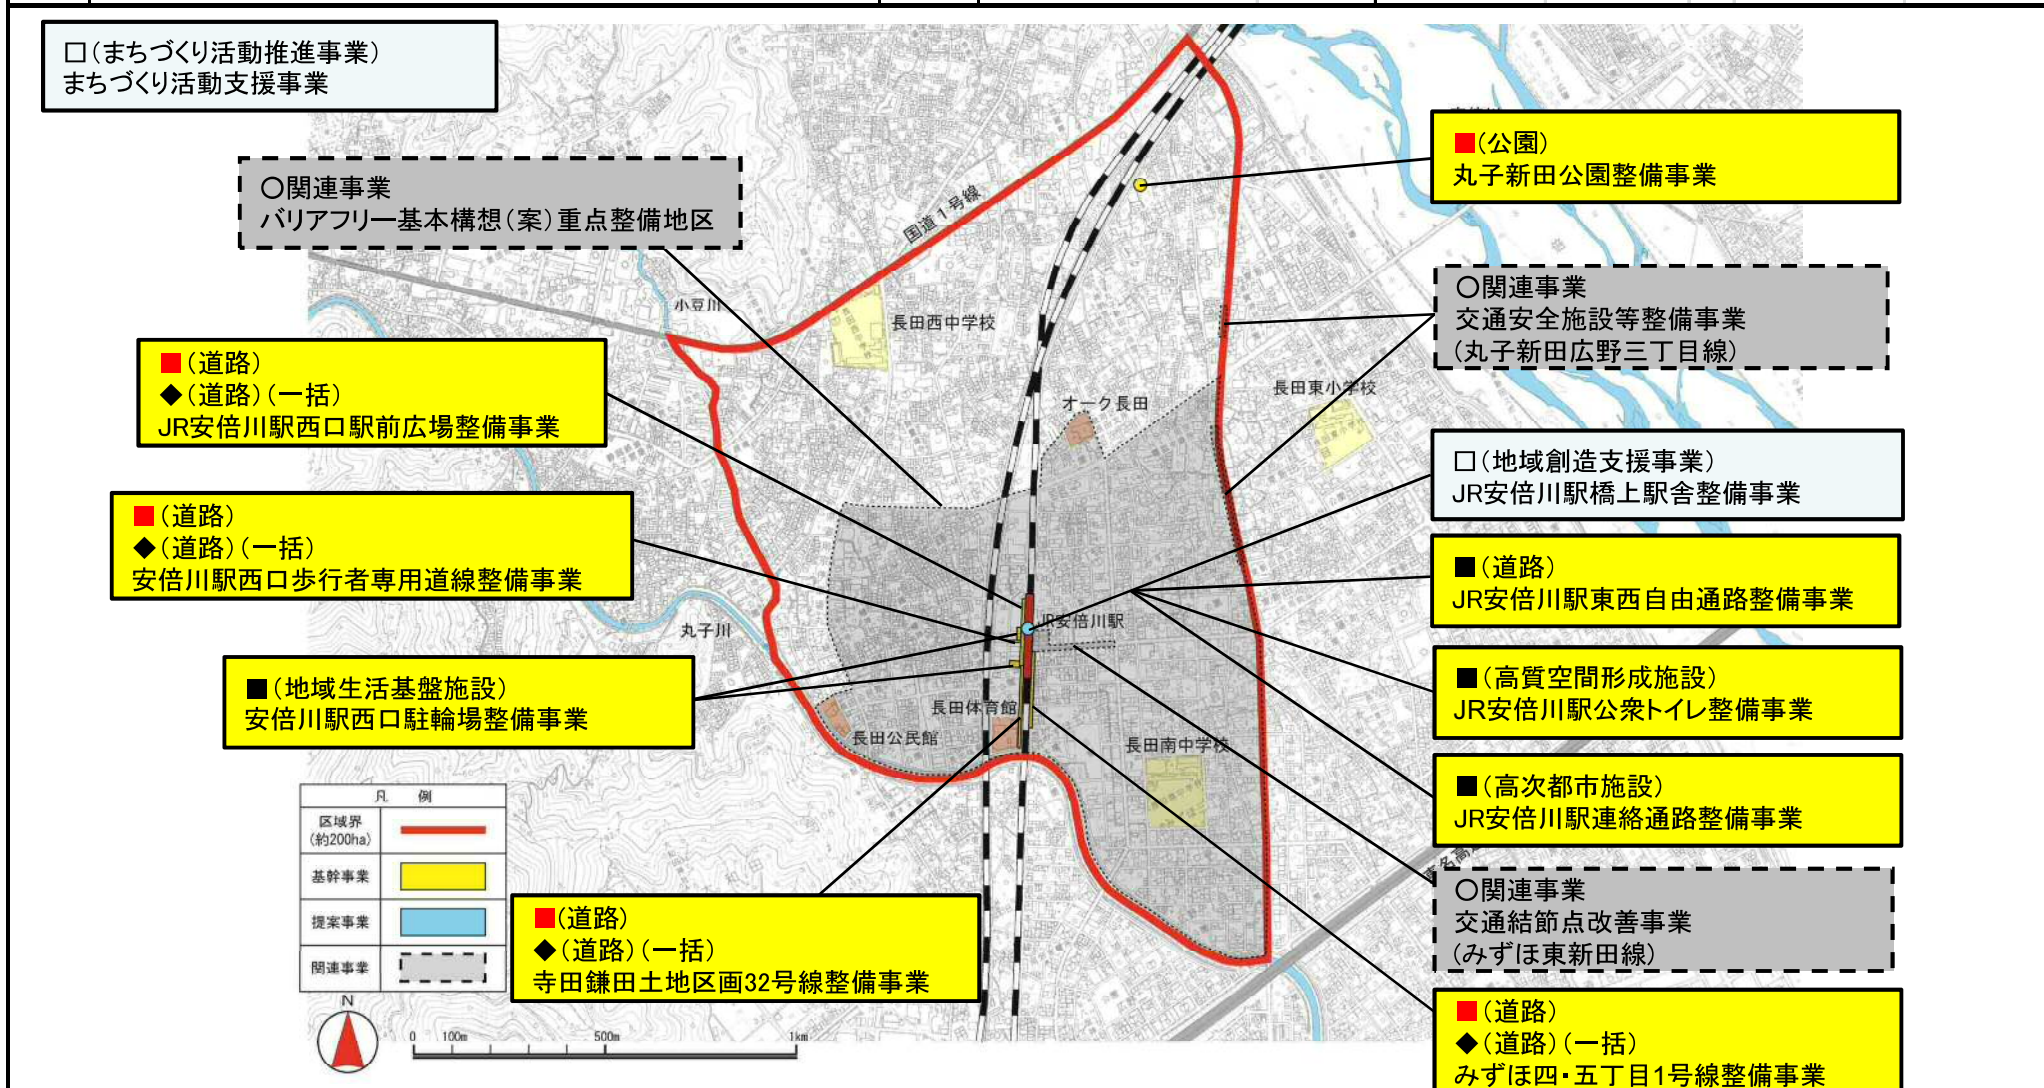 □(まちづくり活動推進事業)
まちづくり活動支援事業
○関連事業
バリアフリー基本構想(案)重点整備地区
■(道路)
◆(道路)(一括)
JR安倍川駅西口駅前広場整備事業
■(道路)
◆(道路)(一括)
安倍川駅西口歩行者専用道線整備事業
■(地域生活基盤施設)
安倍川駅西口駐輪場整備事業
■(道路)
◆(道路)(一括)
寺田鎌田土地区画32号線整備事業
■(公園)
丸子新田公園整備事業
○関連事業
交通安全施設等整備事業
(丸子新田広野三丁目線)
□(地域創造支援事業)
JR安倍川駅橋上駅舎整備事業
■(道路)
JR安倍川駅東西自由通路整備事業
■(高質空間形成施設)
JR安倍川駅公衆トイレ整備事業
■(高次都市施設)
JR安倍川駅連絡通路整備事業
○関連事業
交通結節点改善事業
(みずほ東新田線)
■(道路)
◆(道路)(一括)
みずほ四・五丁目1号線整備事業
国道1号線
小豆川
長田西中学校
オーク長田
長田東小学校
JR安倍川駅
丸子川
長田体育館
長田公民館
長田南中学校
凡 例
区域界
(約200ha)
基幹事業
提案事業
関連事業
N
0 100m 500m 1km